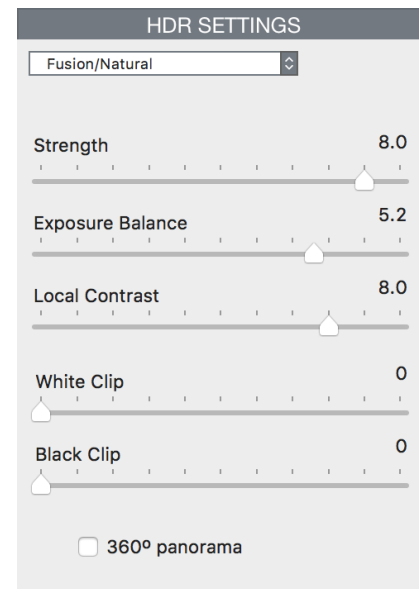 HDR SETTINGS
Fusion/Natural
Strength 8.0
Exposure Balance 5.2
Local Contrast 8.0
White Clip 0
Black Clip 0
360º panorama